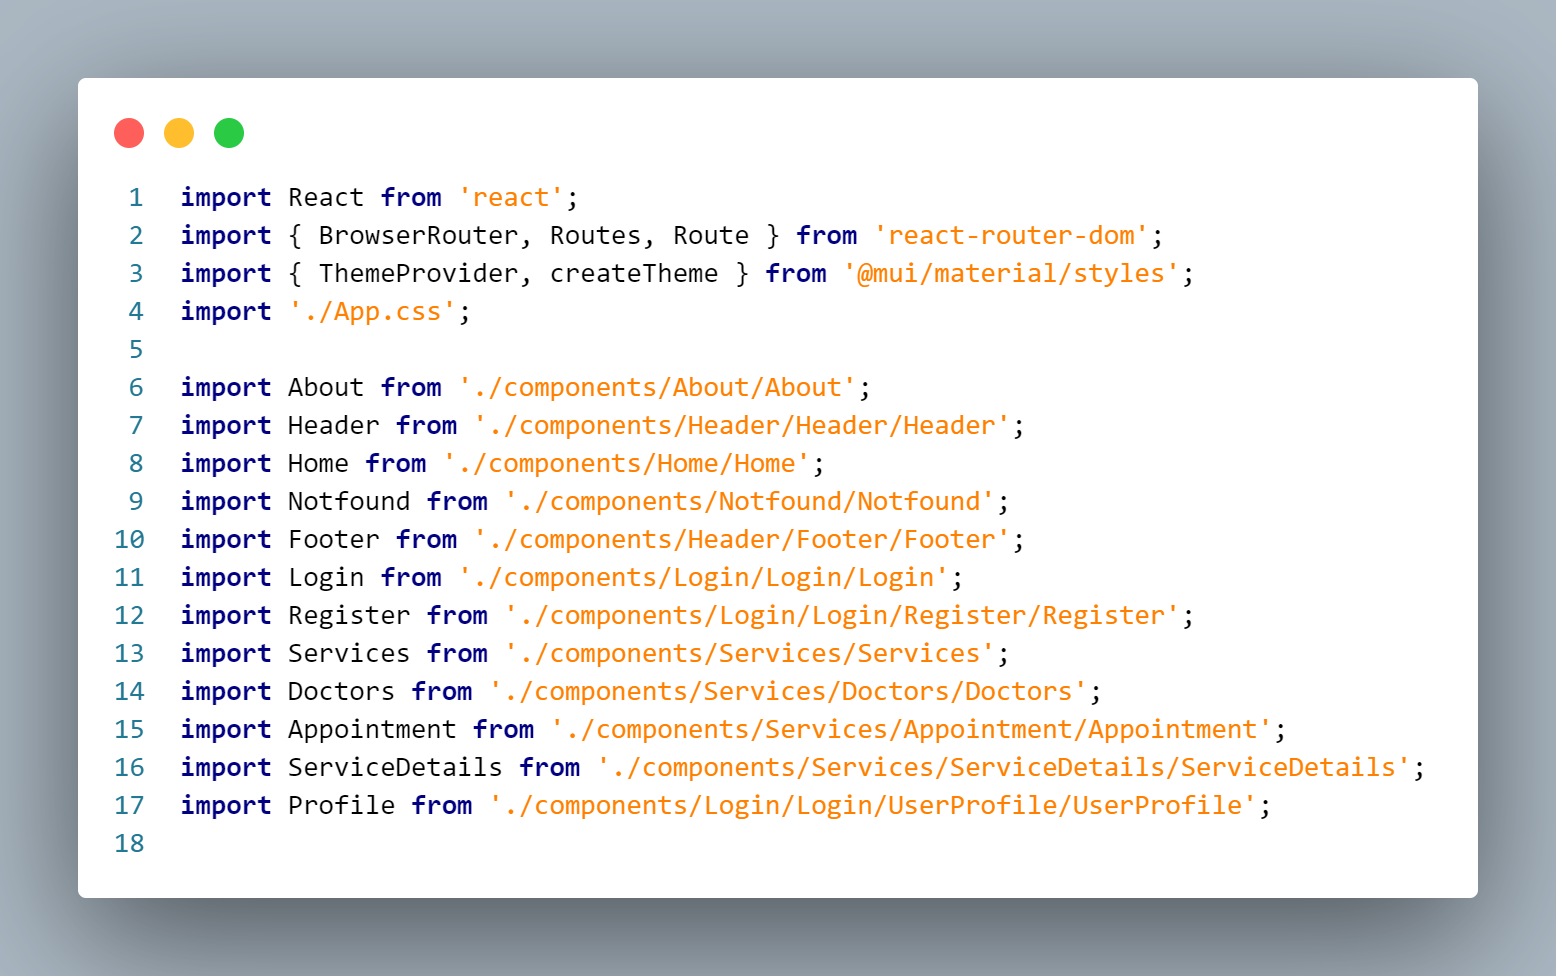 1 import React from 'react';
2 import { BrowserRouter, Routes, Route } from 'react-router-dom';
3 import { ThemeProvider, createTheme } from '@mui/material/styles';
4 import './App.css';
5
6 import About from './components/About/About';
7 import Header from './components/Header/Header/Header';
8 import Home from './components/Home/Home';
9 import Notfound from './components/Notfound/Notfound';
10 import Footer from './components/Header/Footer/Footer';
11 import Login from './components/Login/Login/Login';
12 import Register from './components/Login/Login/Register/Register';
13 import Services from './components/Services/Services';
14 import Doctors from './components/Services/Doctors/Doctors';
15 import Appointment from './components/Services/Appointment/Appointment';
16 import ServiceDetails from './components/Services/ServiceDetails/ServiceDetails';
17 import Profile from './components/Login/Login/UserProfile/UserProfile';
18